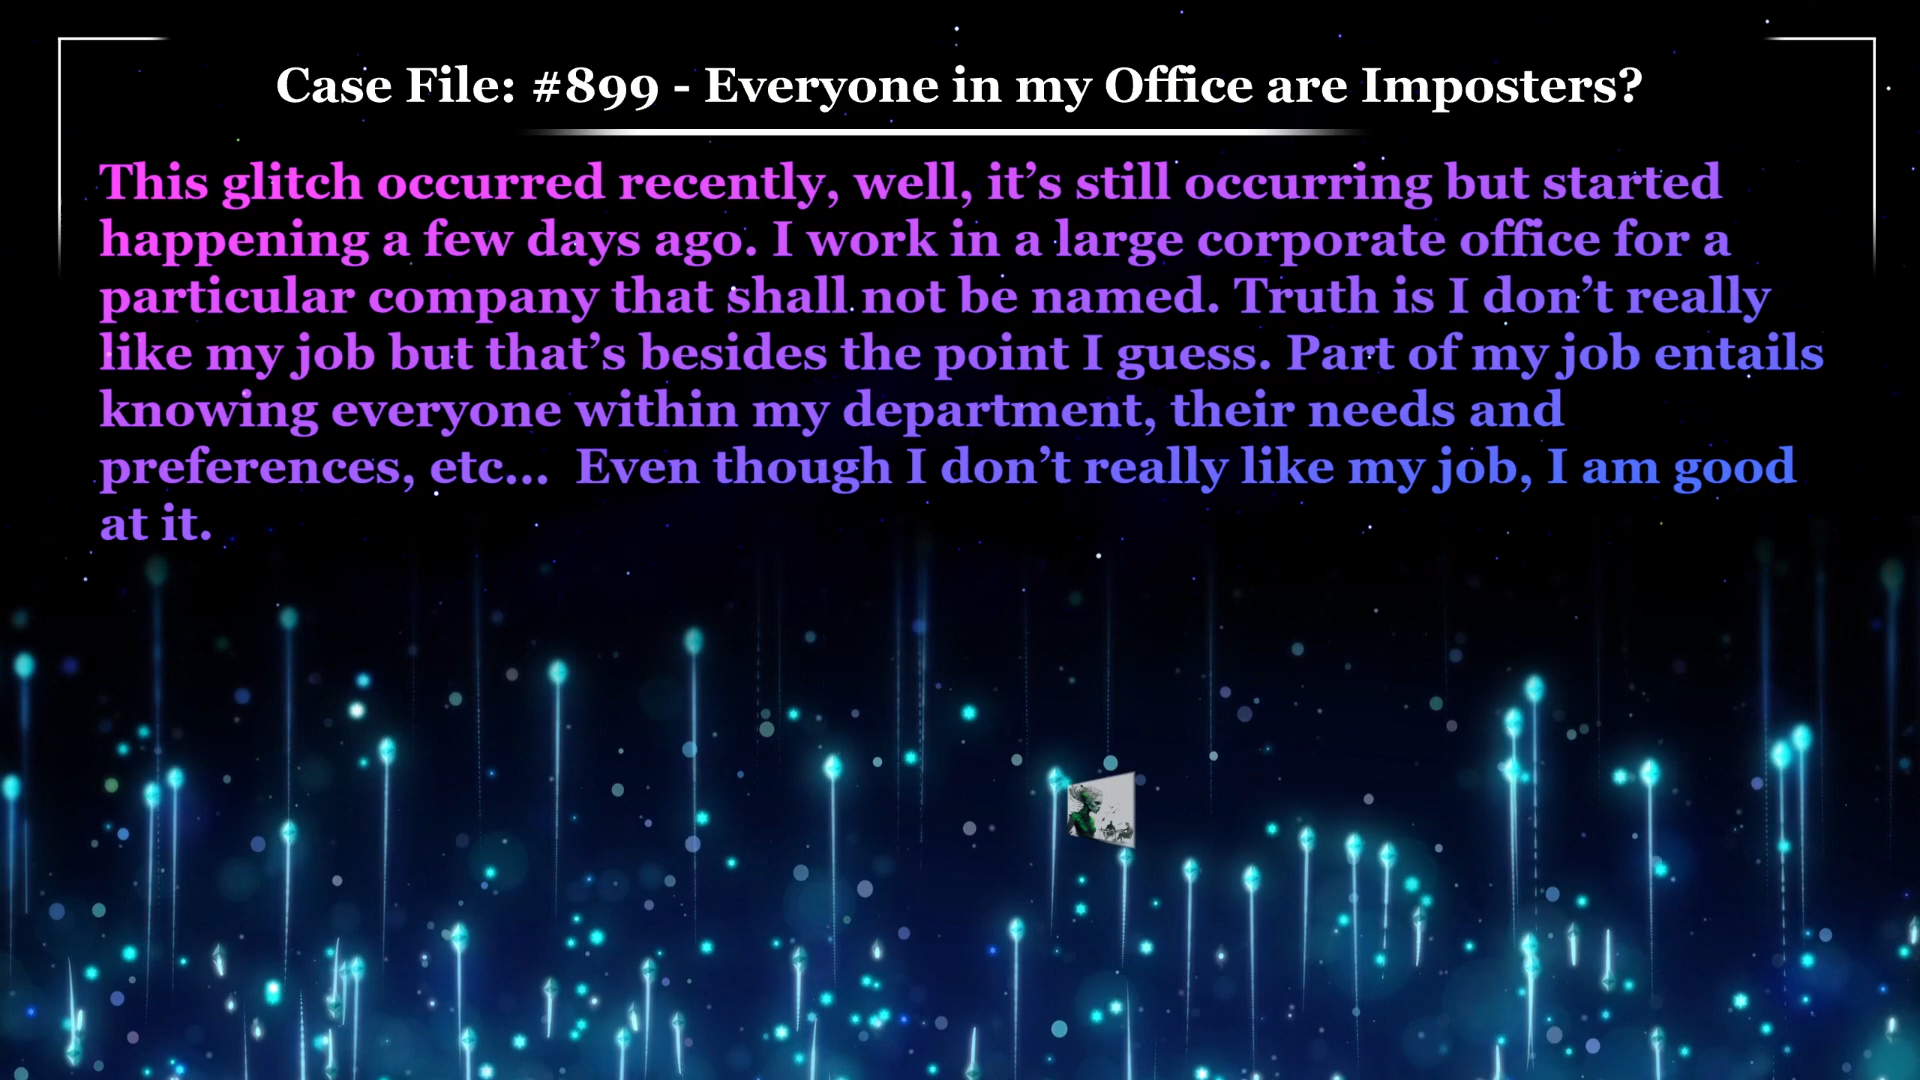 Case File: #899 - Everyone in my Office are Imposters?
This glitch occurred recently, well, it’s still occurring but started
happening a few days ago. I work in a large corporate office for a
particular company that shall not be named. Truth is I don’t really
like my job but that’s besides the point I guess. Part of my job entails
knowing everyone within my department, their needs and
preferences, etc...  Even though I don’t really like my job, I am good
at it.